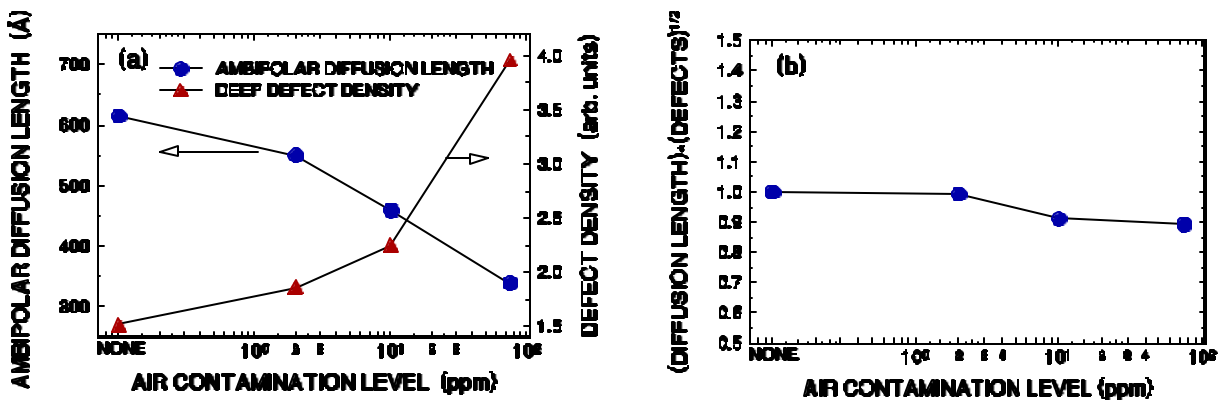 (a)
AMBIPOLAR DIFFUSION LENGTH
DEEP DEFECT DENSITY
AMBIPOLAR DIFFUSION LENGTH (Å)
700
600
500
400
300
DEFECT DENSITY (arb. units)
4.0
3.5
3.0
2.5
2.0
1.5
NONE 10⁰ 10¹ 10²
AIR CONTAMINATION LEVEL (ppm)
(b)
(DIFFUSION LENGTH) (DEFECTS)1/2
1.5
1.4
1.3
1.2
1.1
1.0
0.9
0.8
0.7
0.6
0.5
NONE 10⁰ 10¹ 10²
AIR CONTAMINATION LEVEL (ppm)